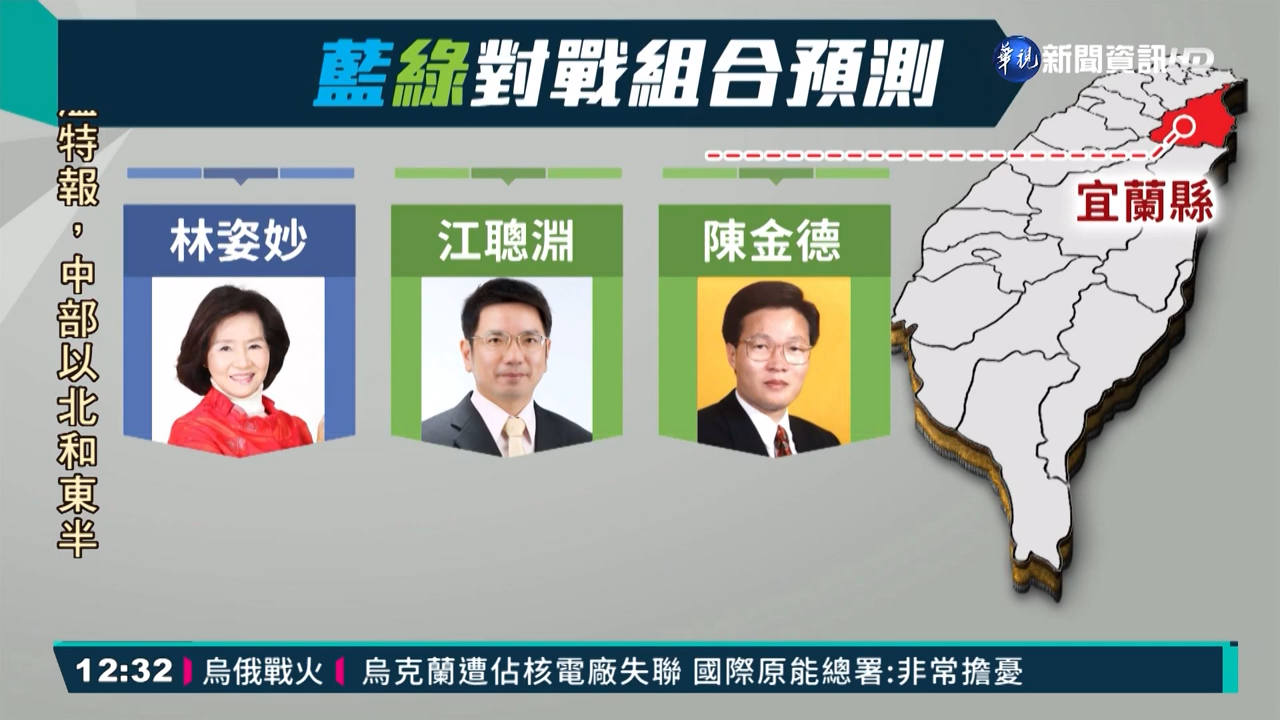 藍綠對戰組合預測
華視 新聞資訊HD
特報，中部以北和東半
林姿妙
江聰淵
陳金德
宜蘭縣
12:32 烏俄戰火 烏克蘭遭佔核電廠失聯 國際原能總署:非常擔憂